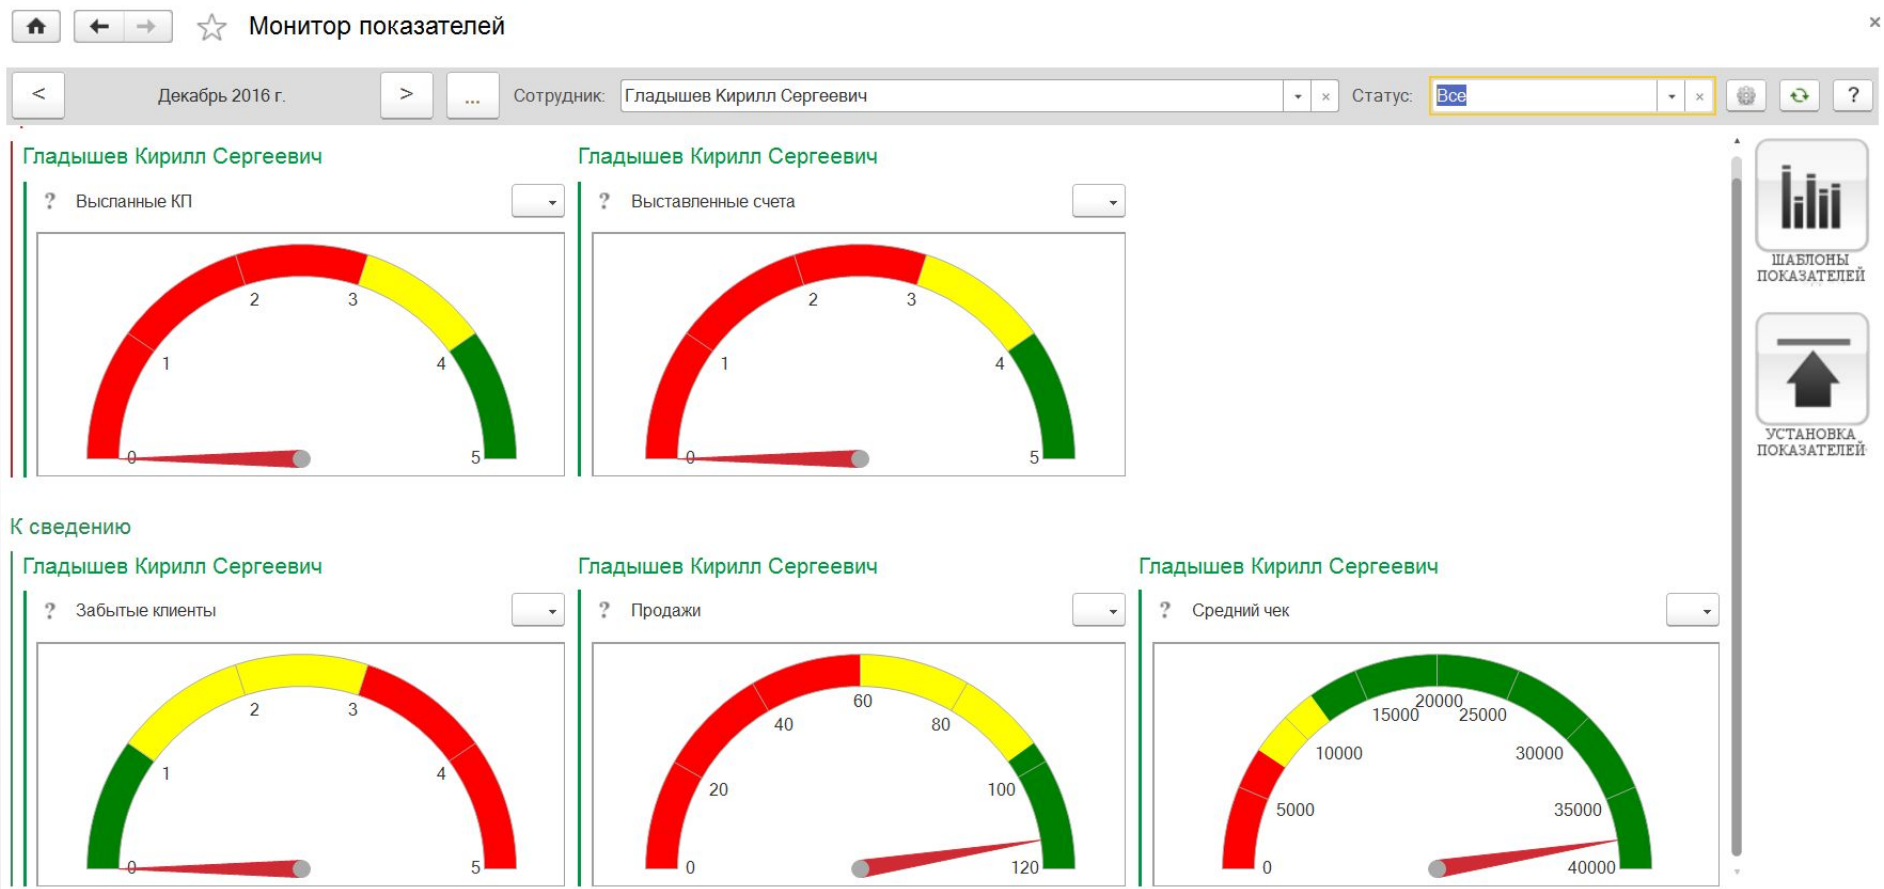 Монитор показателей
×
< Декабрь 2016 г. > ... Сотрудник: Гладышев Кирилл Сергеевич × Статус: Все × ?
Гладышев Кирилл Сергеевич
? Высланные КП
0 1 2 3 4 5
Гладышев Кирилл Сергеевич
? Выставленные счета
0 1 2 3 4 5
ШАБЛОНЫ
ПОКАЗАТЕЛЕЙ
УСТАНОВКА
ПОКАЗАТЕЛЕЙ
К сведению
Гладышев Кирилл Сергеевич
? Забытые клиенты
0 1 2 3 4 5
Гладышев Кирилл Сергеевич
? Продажи
0 20 40 60 80 100 120
Гладышев Кирилл Сергеевич
? Средний чек
0 5000 10000 15000 20000 25000 30000 35000 40000